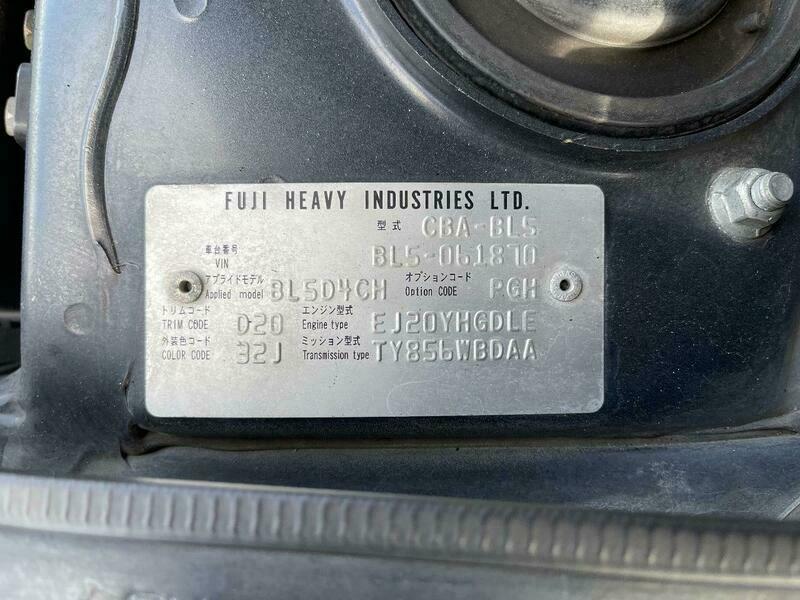 FUJI HEAVY INDUSTRIES LTD.
型式 CBA-BL5
車台番号 VIN BL5-061870
アプライドモデル Applied model BL5D4CH オプションコード Option CODE PGH
トリムコード TRIM CODE D20 エンジン型式 Engine type EJ20YHGDLE
外装色コード COLOR CODE 32J ミッション型式 Transmission type TY856WBDAA